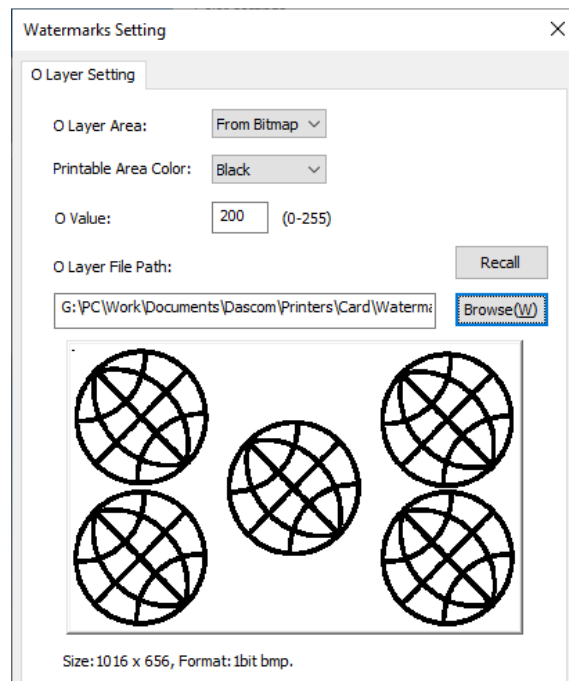 Watermarks Setting
O Layer Setting
O Layer Area: From Bitmap
Printable Area Color: Black
O Value: 200 (0-255)
Recall
O Layer File Path:
G:\PC\Work\Documents\Dascom\Printers\Card\Waterma Browse(W)
Size:1016 x 656, Format:1bit bmp.